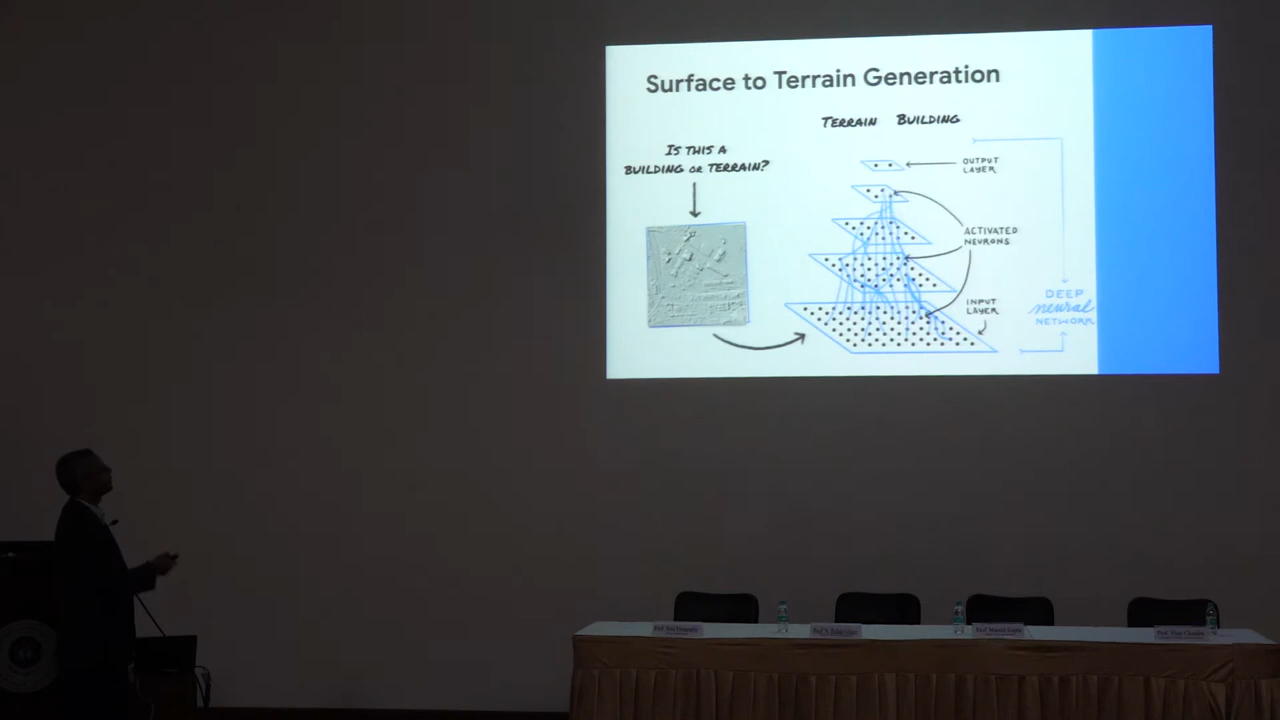 Surface to Terrain Generation
TERRAIN BUILDING
IS THIS A
BUILDING OR TERRAIN?
OUTPUT
LAYER
ACTIVATED
NEURONS
INPUT
LAYER
DEEP
neural
NETWORK